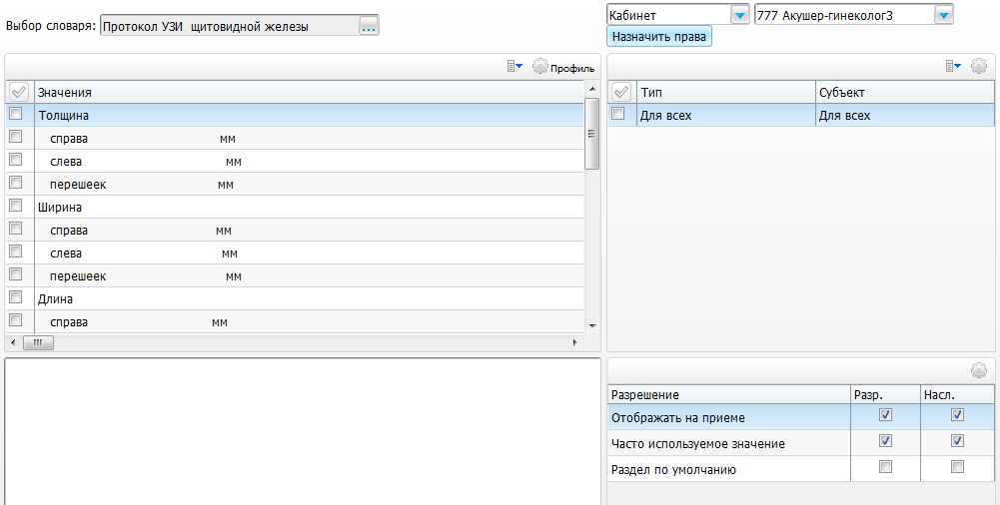 Выбор словаря: Протокол УЗИ щитовидной железы ...
Кабинет 777 Акушер-гинеколог3
Назначить права
Профиль
Значения
Толщина
справа мм
слева мм
перешеек мм
Ширина
справа мм
слева мм
перешеек мм
Длина
справа мм
Тип Субъект
Для всех Для всех
Разрешение Разр. Насл.
Отображать на приеме
Часто используемое значение
Раздел по умолчанию